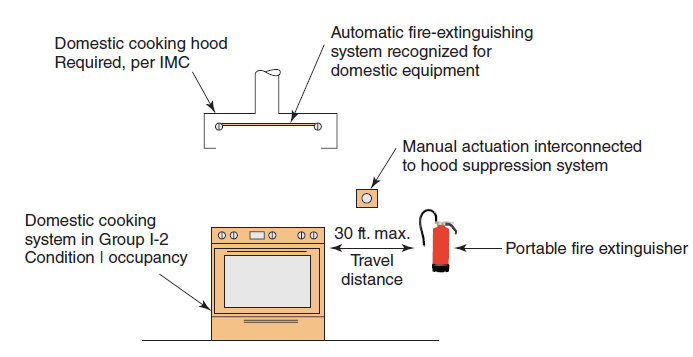 Domestic cooking hood
Required, per IMC
Automatic fire-extinguishing
system recognized for
domestic equipment
Manual actuation interconnected
to hood suppression system
Domestic cooking
system in Group I-2
Condition I occupancy
30 ft. max.
Travel
distance
Portable fire extinguisher